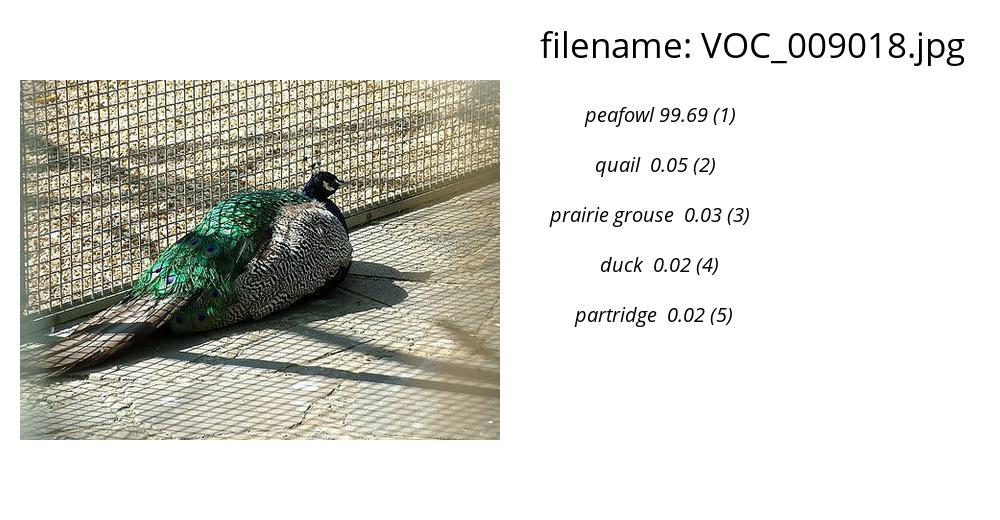 filename: VOC_009018.jpg
peafowl 99.69 (1)
quail 0.05 (2)
prairie grouse 0.03 (3)
duck 0.02 (4)
partridge 0.02 (5)